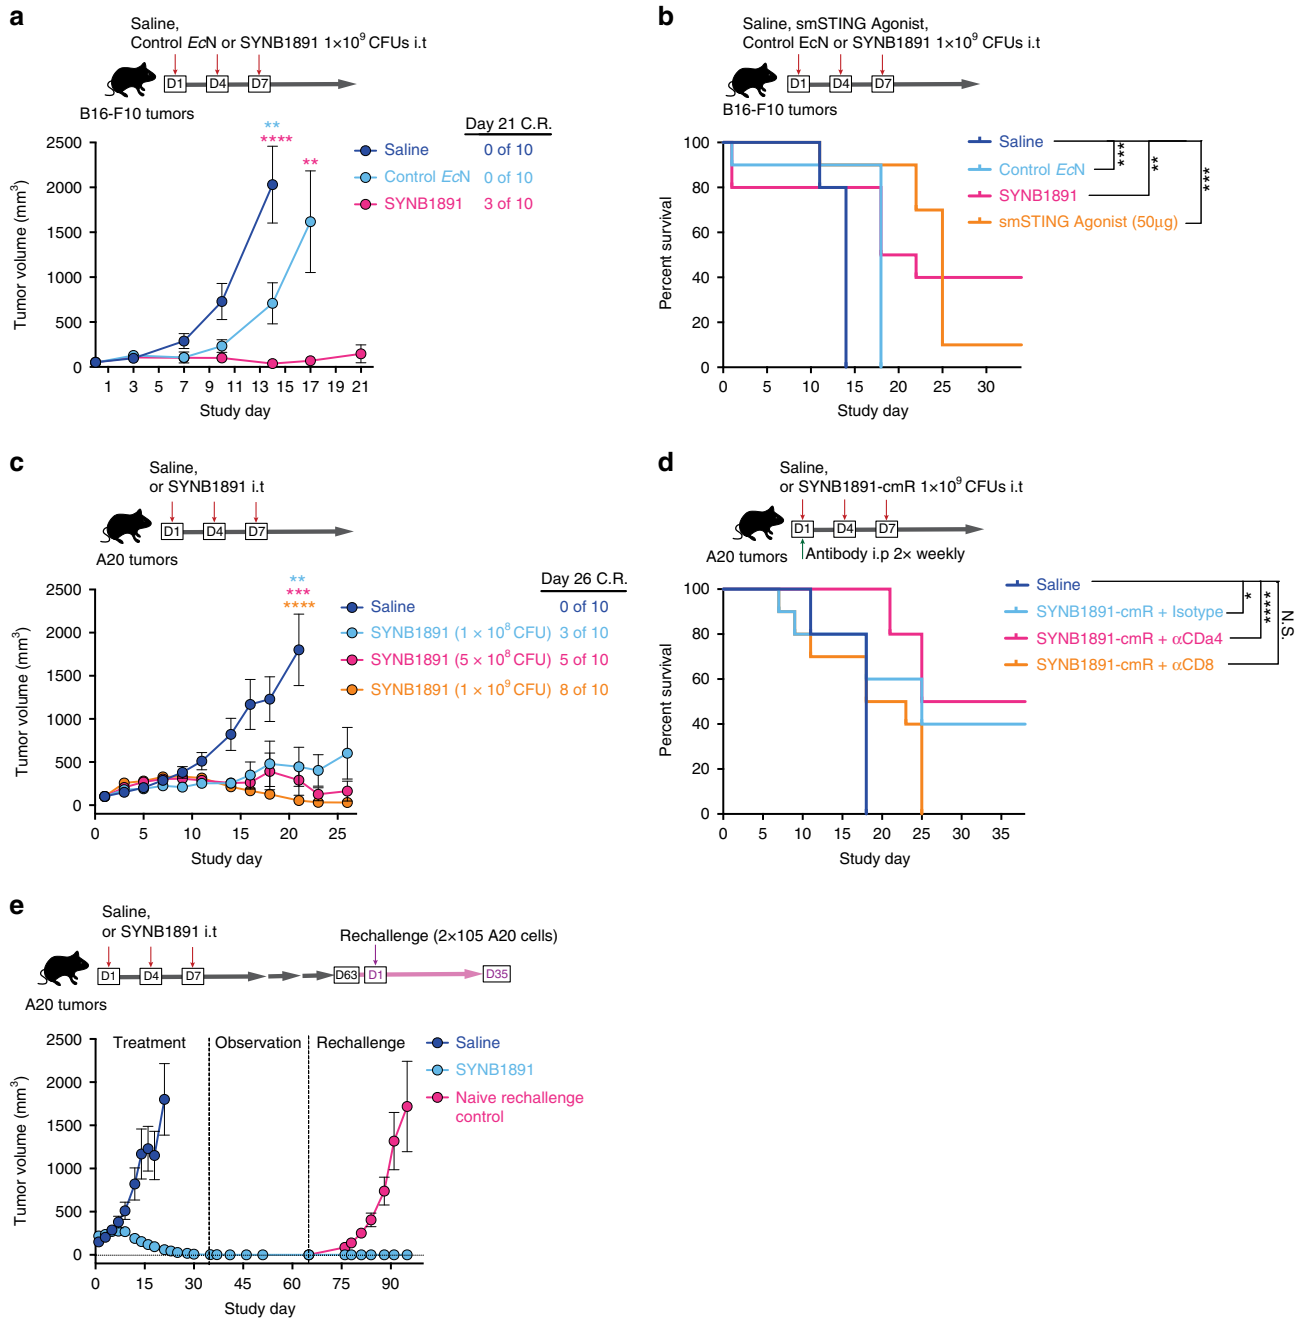 a
Saline,
Control EcN or SYNB1891 1×10⁹ CFUs i.t
D1 D4 D7
B16-F10 tumors
** 
****
**
Day 21 C.R.
Saline 0 of 10
Control EcN 0 of 10
SYNB1891 3 of 10
Tumor volume (mm³)
2500
2000
1500
1000
500
0
1 3 5 7 9 11 13 15 17 19 21
Study day
b
Saline, smSTING Agonist,
Control EcN or SYNB1891 1×10⁹ CFUs i.t
D1 D4 D7
B16-F10 tumors
Saline
Control EcN
SYNB1891
smSTING Agonist (50μg)
***
**
***
Percent survival
100
80
60
40
20
0
0 5 10 15 20 25 30
Study day
c
Saline,
or SYNB1891 i.t
D1 D4 D7
A20 tumors
**
***
****
Day 26 C.R.
Saline 0 of 10
SYNB1891 (1 × 10⁸ CFU) 3 of 10
SYNB1891 (5 × 10⁸ CFU) 5 of 10
SYNB1891 (1 × 10⁹ CFU) 8 of 10
Tumor volume (mm³)
2500
2000
1500
1000
500
0
0 5 10 15 20 25
Study day
d
Saline,
or SYNB1891-cmR 1×10⁹ CFUs i.t
D1 D4 D7
A20 tumors
Antibody i.p 2× weekly
Saline
SYNB1891-cmR + Isotype
SYNB1891-cmR + αCDa4
SYNB1891-cmR + αCD8
*
****
N.S.
Percent survival
100
80
60
40
20
0
0 5 10 15 20 25 30 35
Study day
e
Saline,
or SYNB1891 i.t
Rechallenge (2×105 A20 cells)
D1 D4 D7 D63 D1 D35
A20 tumors
Treatment Observation Rechallenge
Saline
SYNB1891
Naive rechallenge
control
Tumor volume (mm³)
2500
2000
1500
1000
500
0
0 15 30 45 60 75 90
Study day